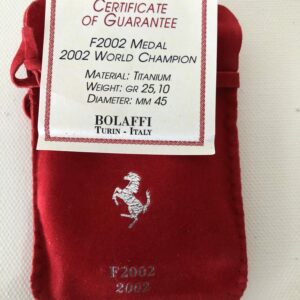 CERTIFICATE
OF GUARANTEE
F2002 MEDAL
2002 WORLD CHAMPION
MATERIAL: TITANIUM
WEIGHT: GR 25,10
DIAMETER: MM 45
BOLAFFI
TURIN - ITALY
F2002
2002